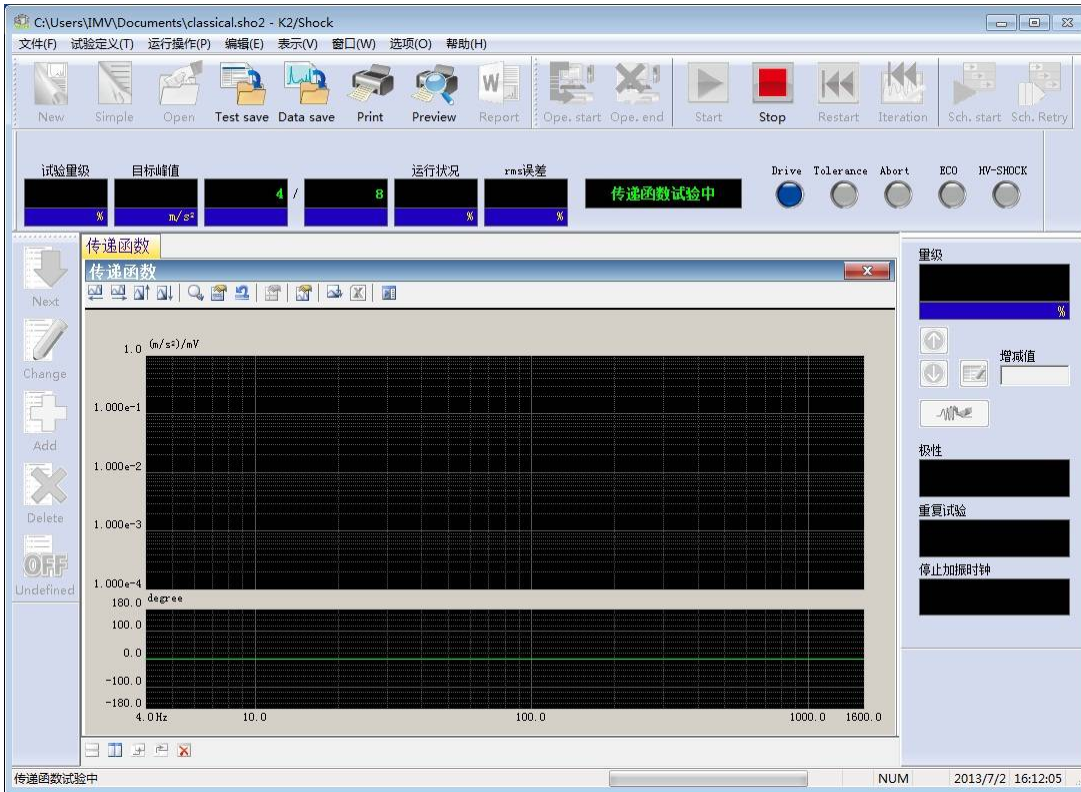 C:\Users\IMV\Documents\classical.sho2 - K2/Shock
文件(F) 试验定义(T) 运行操作(P) 编辑(E) 表示(V) 窗口(W) 选项(O) 帮助(H)
New Simple Open Test save Data save Print Preview Report Ope. start Ope. end Start Stop Restart Iteration Sch. start Sch. Retry
试验量级 目标峰值 运行状况 rms误差 Drive Tolerance Abort ECO HV-SHOCK
4 / 8 传递函数试验中
% m/s² % %
传递函数
传递函数
Next
Change
Add
Delete
OFF
Undefined
1.0 (m/s²)/mV
1.000e-1
1.000e-2
1.000e-3
1.000e-4
180.0 degree
100.0
0.0
-100.0
-180.0
4.0Hz 10.0 100.0 1000.0 1600.0
量级
%
增减值
极性
重复试验
停止加振时钟
传递函数试验中 NUM 2013/7/2 16:12:05